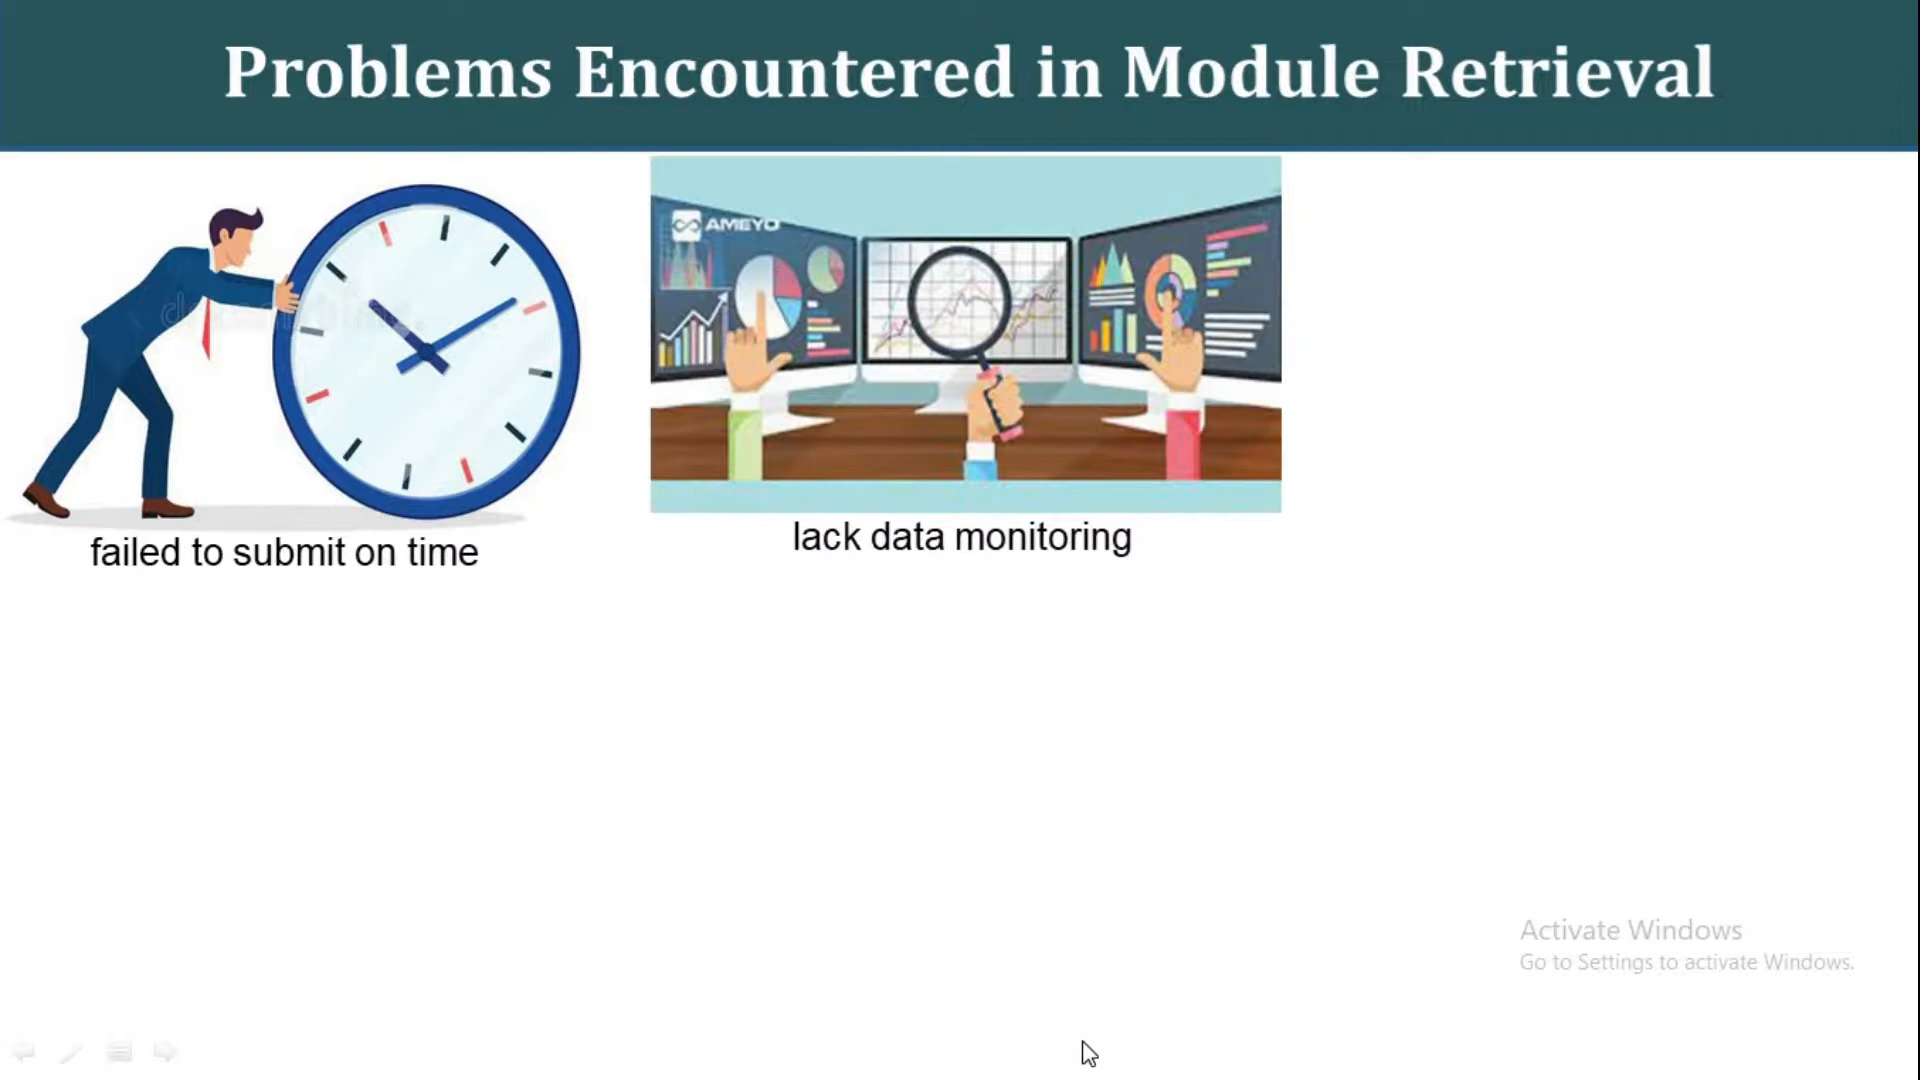 Problems Encountered in Module Retrieval
AMEYO
failed to submit on time
lack data monitoring
Activate Windows
Go to Settings to activate Windows.